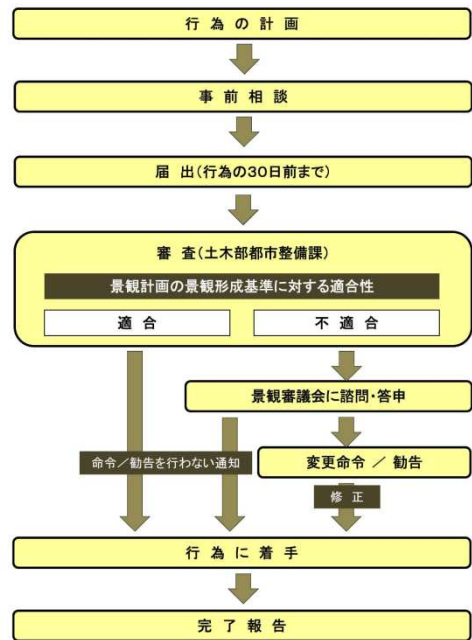 行為の計画
事前相談
届出(行為の30日前まで)
審査(土木部都市整備課)
景観計画の景観形成基準に対する適合性
適合
不適合
景観審議会に諮問・答申
命令/勧告を行わない通知
変更命令 / 勧告
修正
行為に着手
完了報告